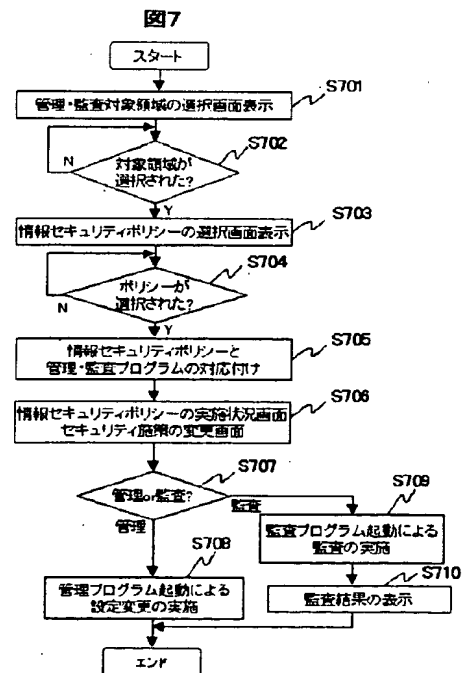 図7
スタート
S701
管理・監査対象領域の選択画面表示
S702
対象領域が
選択された?
N
Y
S703
情報セキュリティポリシーの選択画面表示
S704
ポリシーが
選択された?
N
Y
S705
情報セキュリティポリシーと
管理・監査プログラムの対応付け
S706
情報セキュリティポリシーの実施状況画面
セキュリティ施策の変更画面
S707
管理or監査?
監査
管理
S709
監査プログラム起動による
監査の実施
S708
管理プログラム起動による
設定変更の実施
S710
監査結果の表示
エンド